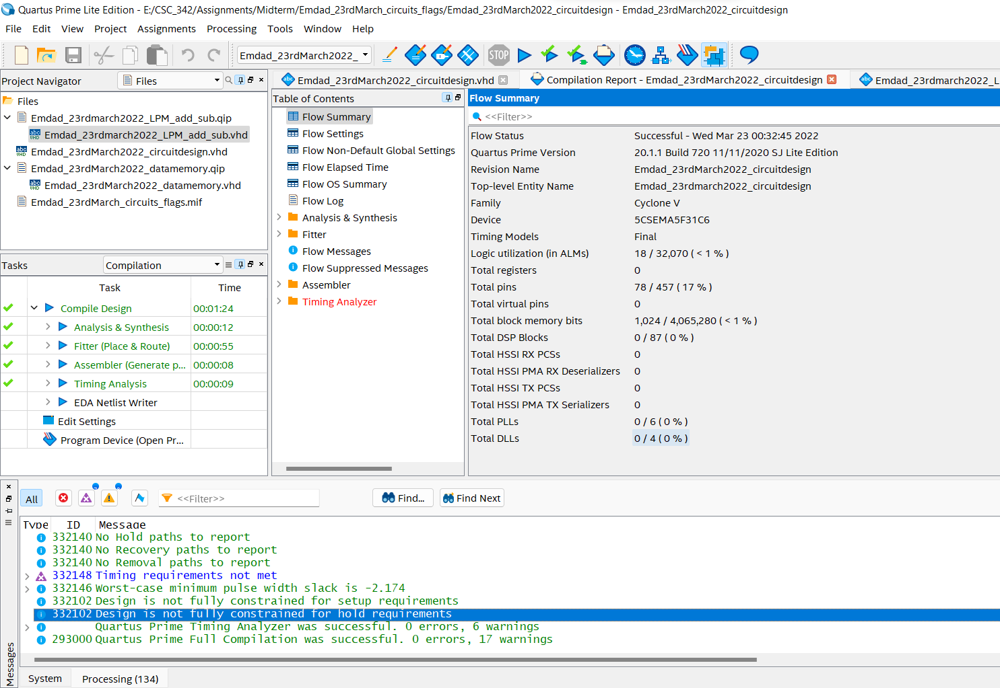 Quartus Prime Lite Edition - E:/CSC_342/Assignments/Midterm/Emdad_23rdMarch_circuits_flags/Emdad_23rdMarch2022_circuitdesign - Emdad_23rdMarch2022_circuitdesign
File Edit View Project Assignments Processing Tools Window Help
Emdad_23rdMarch2022_
STOP
Project Navigator
Files
Files
Emdad_23rdmarch2022_LPM_add_sub.qip
Emdad_23rdmarch2022_LPM_add_sub.vhd
Emdad_23rdMarch2022_circuitdesign.vhd
Emdad_23rdMarch2022_datamemory.qip
Emdad_23rdMarch2022_datamemory.vhd
Emdad_23rdMarch_circuits_flags.mif
Tasks
Compilation
Task Time
Compile Design 00:01:24
Analysis & Synthesis 00:00:12
Fitter (Place & Route) 00:00:55
Assembler (Generate p... 00:00:08
Timing Analysis 00:00:09
EDA Netlist Writer
Edit Settings
Program Device (Open Pr...
Emdad_23rdMarch2022_circuitdesign.vhd
Compilation Report - Emdad_23rdMarch2022_circuitdesign
Emdad_23rdmarch2022_L
Table of Contents
Flow Summary
Flow Settings
Flow Non-Default Global Settings
Flow Elapsed Time
Flow OS Summary
Flow Log
Analysis & Synthesis
Fitter
Flow Messages
Flow Suppressed Messages
Assembler
Timing Analyzer
Flow Summary
<<Filter>>
Flow Status Successful - Wed Mar 23 00:32:45 2022
Quartus Prime Version 20.1.1 Build 720 11/11/2020 SJ Lite Edition
Revision Name Emdad_23rdMarch2022_circuitdesign
Top-level Entity Name Emdad_23rdmarch2022_circuitdesign
Family Cyclone V
Device 5CSEMA5F31C6
Timing Models Final
Logic utilization (in ALMs) 18 / 32,070 ( < 1 % )
Total registers 0
Total pins 78 / 457 ( 17 % )
Total virtual pins 0
Total block memory bits 1,024 / 4,065,280 ( < 1 % )
Total DSP Blocks 0 / 87 ( 0 % )
Total HSSI RX PCSs 0
Total HSSI PMA RX Deserializers 0
Total HSSI TX PCSs 0
Total HSSI PMA TX Serializers 0
Total PLLs 0 / 6 ( 0 % )
Total DLLs 0 / 4 ( 0 % )
All
<<Filter>>
Find...
Find Next
Type ID Message
332140 No Hold paths to report
332140 No Recovery paths to report
332140 No Removal paths to report
332148 Timing requirements not met
332146 Worst-case minimum pulse width slack is -2.174
332102 Design is not fully constrained for setup requirements
332102 Design is not fully constrained for hold requirements
Quartus Prime Timing Analyzer was successful. 0 errors, 6 warnings
293000 Quartus Prime Full Compilation was successful. 0 errors, 17 warnings
Messages
System Processing (134)